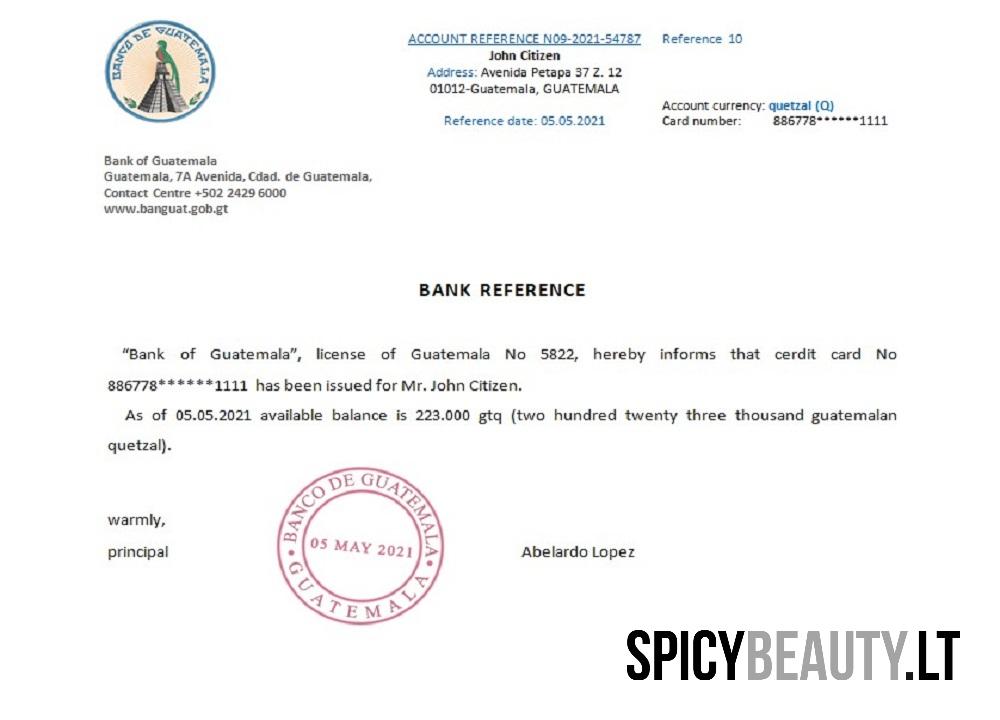 BANCO DE GUATEMALA
ACCOUNT REFERENCE N09-2021-54787
John Citizen
Address: Avenida Petapa 37 Z. 12
01012-Guatemala, GUATEMALA
Reference date: 05.05.2021
Reference 10
Account currency: quetzal (Q)
Card number: 886778******1111
Bank of Guatemala
Guatemala, 7A Avenida, Cdad. de Guatemala,
Contact Centre +502 2429 6000
www.banguat.gob.gt
BANK REFERENCE
“Bank of Guatemala”, license of Guatemala No 5822, hereby informs that cerdit card No
886778******1111 has been issued for Mr. John Citizen.
As of 05.05.2021 available balance is 223.000 gtq (two hundred twenty three thousand guatemalan
quetzal).
warmly,
principal
BANCO DE GUATEMALA
05 MAY 2021
GUATEMALA
Abelardo Lopez
SPICYBEAUTY.LT